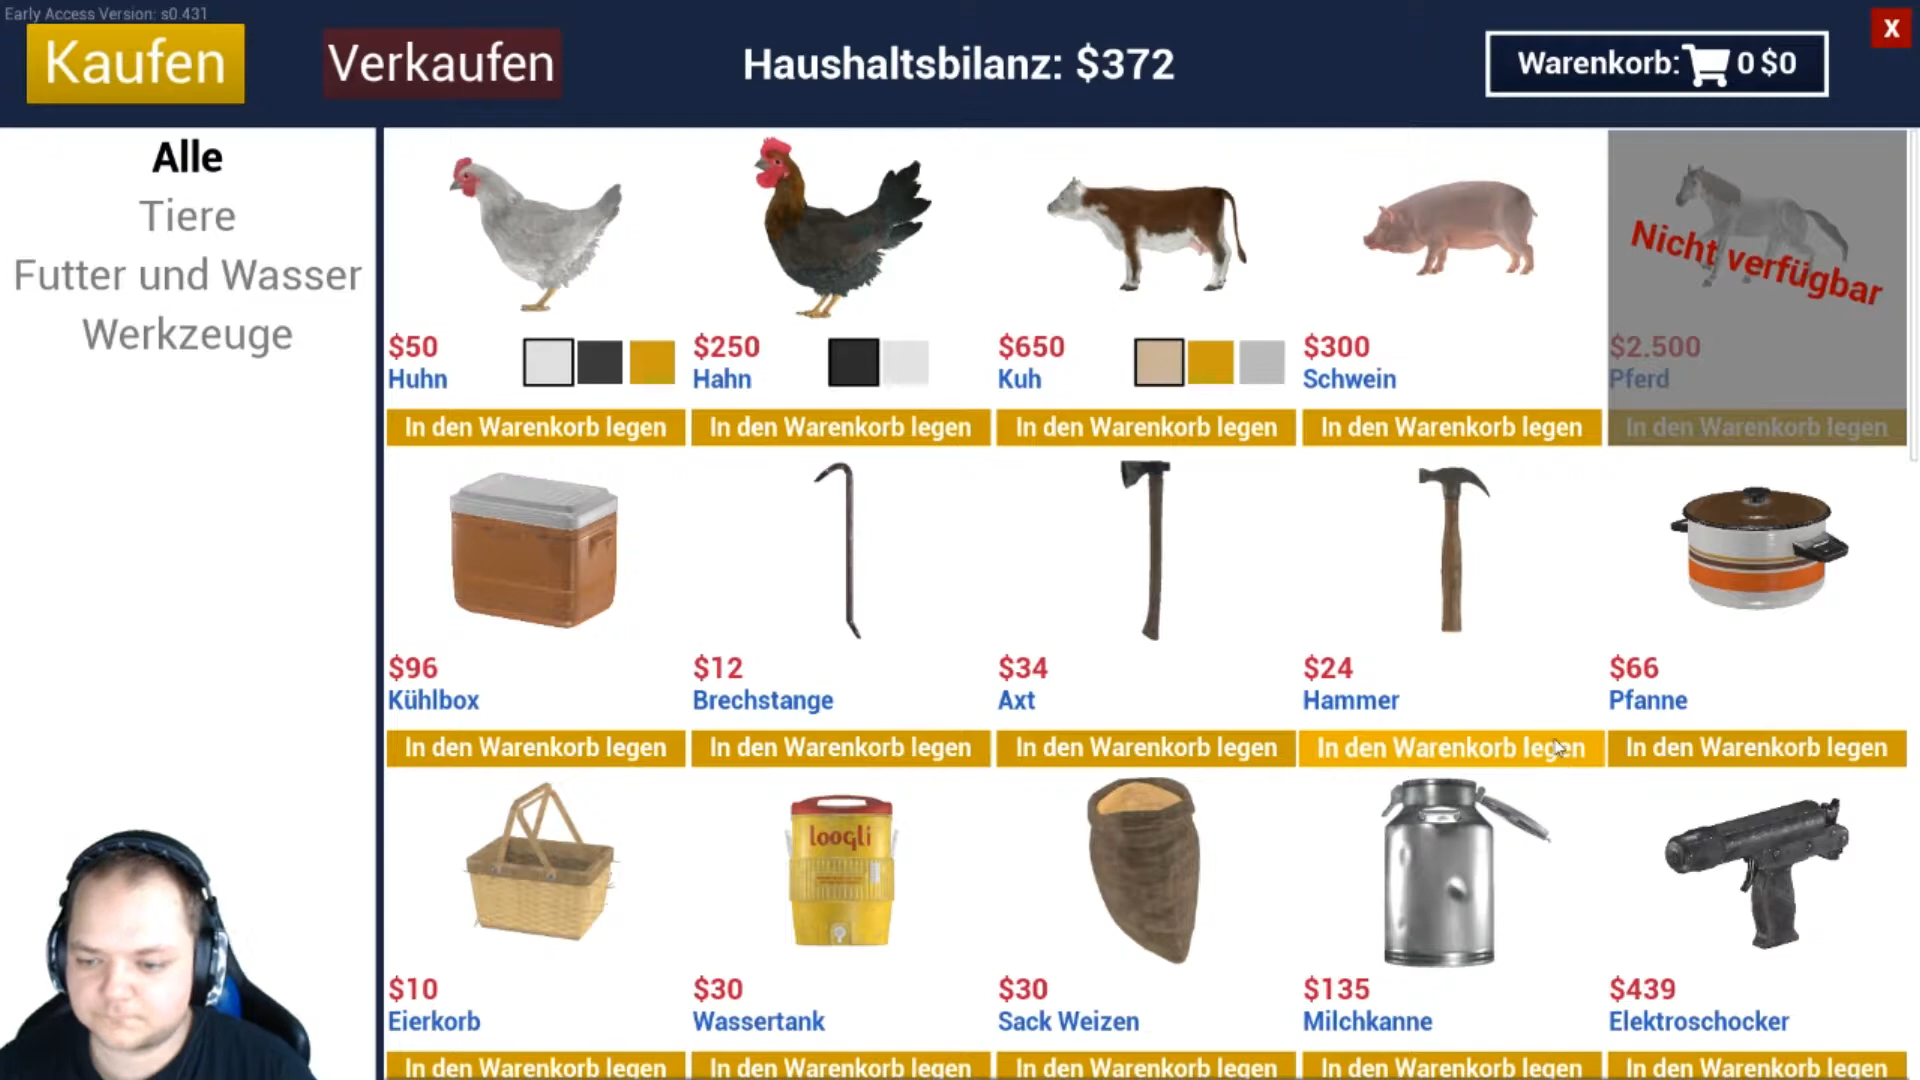 Early Access Version: s0.431
Kaufen
Verkaufen
Haushaltsbilanz: $372
Warenkorb: 0 $0
X
Alle
Tiere
Futter und Wasser
Werkzeuge
$50
Huhn
In den Warenkorb legen
$250
Hahn
In den Warenkorb legen
$650
Kuh
In den Warenkorb legen
$300
Schwein
In den Warenkorb legen
Nicht verfügbar
$2.500
Pferd
In den Warenkorb legen
$96
Kühlbox
In den Warenkorb legen
$12
Brechstange
In den Warenkorb legen
$34
Axt
In den Warenkorb legen
$24
Hammer
In den Warenkorb legen
$66
Pfanne
In den Warenkorb legen
$10
Eierkorb
In den Warenkorb legen
looqli
$30
Wassertank
In den Warenkorb legen
$30
Sack Weizen
In den Warenkorb legen
$135
Milchkanne
In den Warenkorb legen
$439
Elektroschocker
In den Warenkorb legen